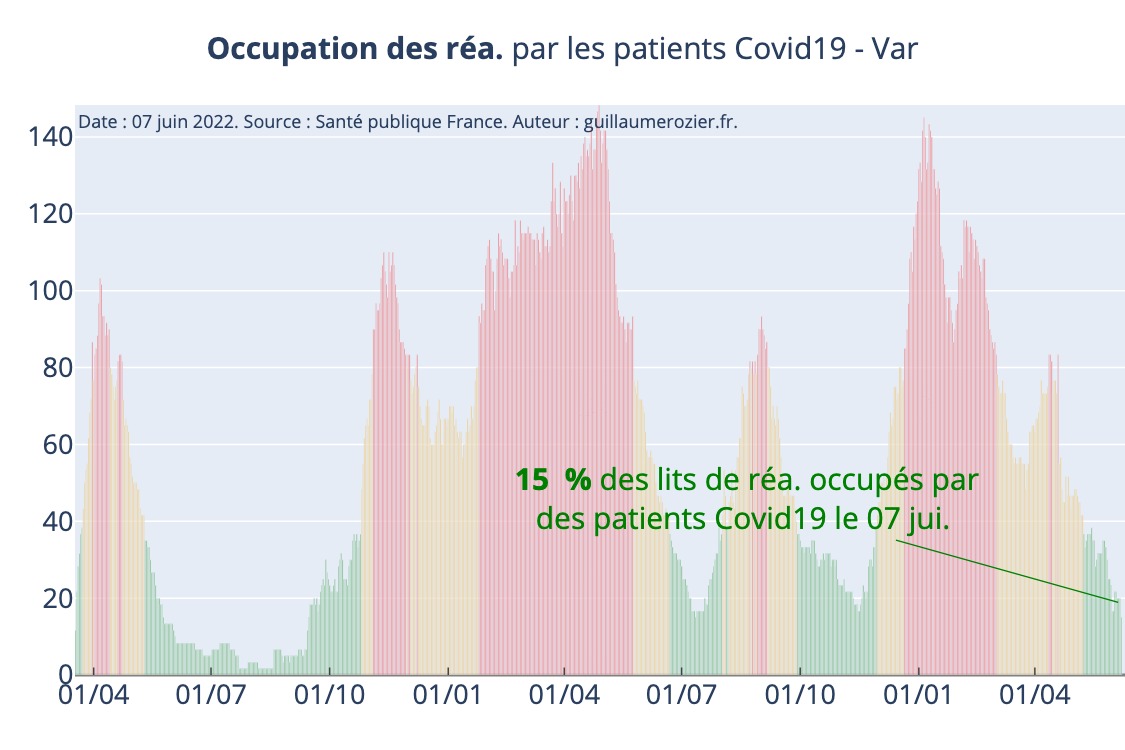 Occupation des réa. par les patients Covid19 - Var
Date : 07 juin 2022. Source : Santé publique France. Auteur : guillaumerozier.fr.
140
120
100
80
60
15 % des lits de réa. occupés par
des patients Covid19 le 07 jui.
40
20
0
01/04 01/07 01/10 01/01 01/04 01/07 01/10 01/01 01/04